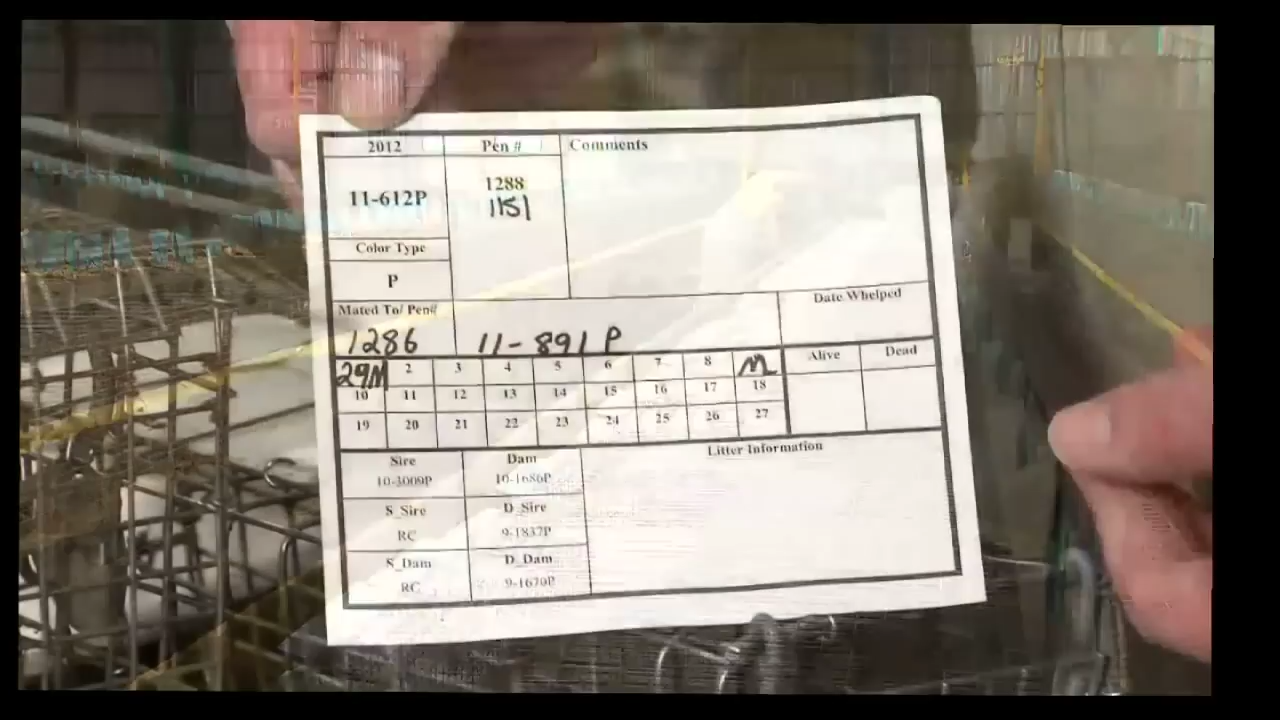 2012 Pen # Comments
11-612P 1288
1151
Color Type
P
Mated To/ Pen# Date Whelped
1286 11-891 P
29M 2 3 4 5 6 7 8 M Alive Dead
10 11 12 13 14 15 16 17 18
19 20 21 22 23 24 25 26 27
Sire Dam Litter Information
10-3009P 10-1686P
S_Sire D_Sire
RC 9-1837P
S_Dam D_Dam
RC 9-1679P